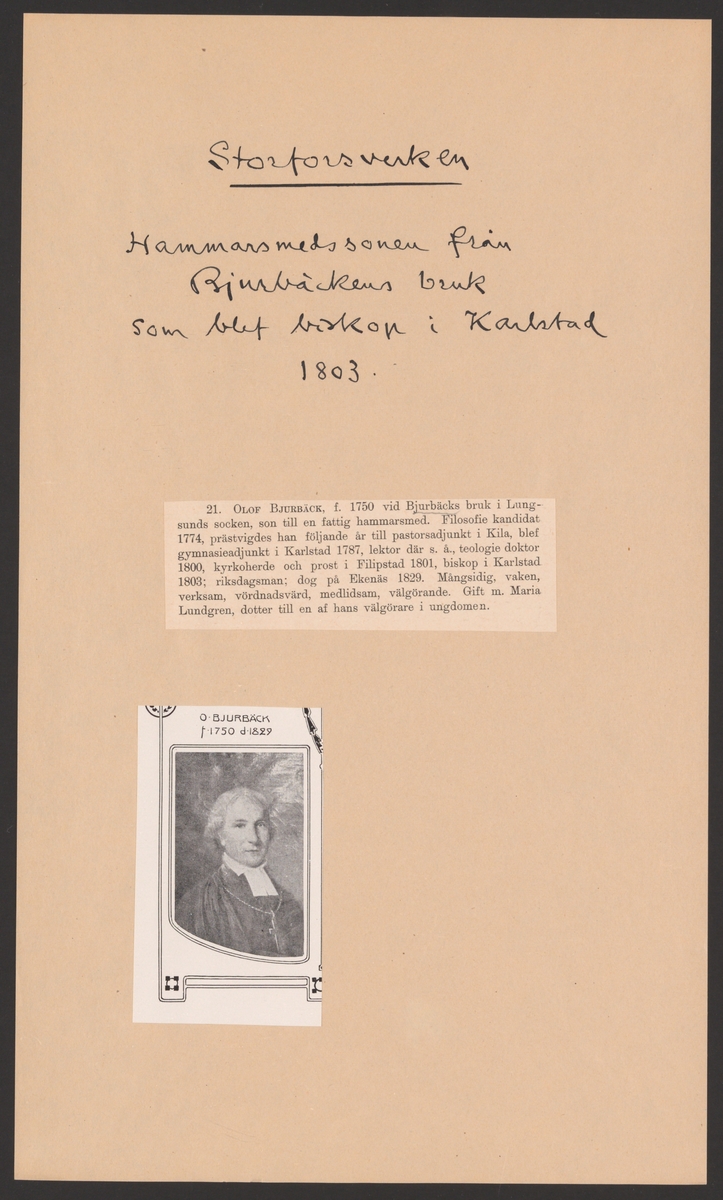 Storforsverken
Hammarsmedssonen från
Bjurbäckens bruk
som blef biskop i Karlstad
1803.
21. OLOF BJURBÄCK, f. 1750 vid Bjurbäcks bruk i Lung-
sunds socken, son till en fattig hammarsmed. Filosofie kandidat
1774, prästvigdes han följande år till pastorsadjunkt i Kila, blef
gymnasieadjunkt i Karlstad 1787, lektor där s. å., teologie doktor
1800, kyrkoherde och prost i Filipstad 1801, biskop i Karlstad
1803; riksdagsman; dog på Ekenäs 1829. Mångsidig, vaken,
verksam, vördnadsvärd, medlidsam, välgörande. Gift m. Maria
Lundgren, dotter till en af hans välgörare i ungdomen.
O·BJURBÄCK
f·1750 d·1829